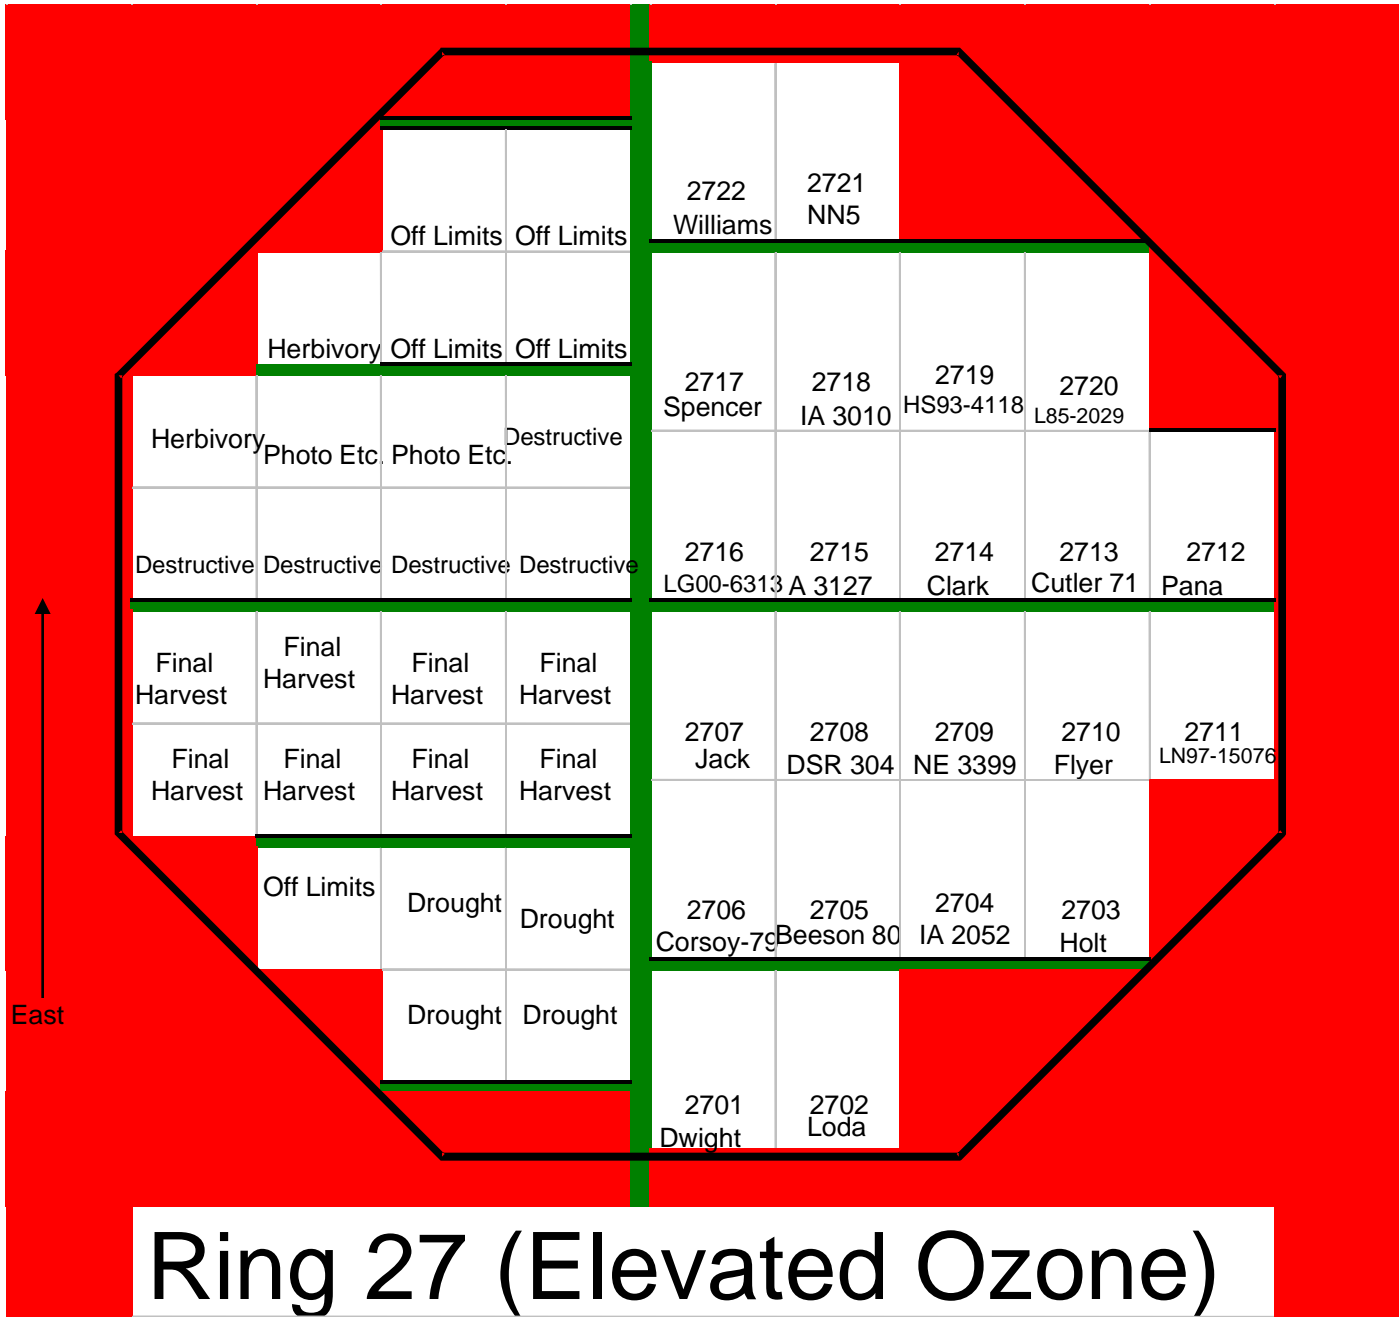 2722
Williams
2721
NN5
Off Limits
Off Limits
Herbivory
Off Limits
Off Limits
2717
Spencer
2718
IA 3010
2719
HS93-4118
2720
L85-2029
Herbivory
Photo Etc.
Photo Etc.
Destructive
Destructive
Destructive
Destructive
Destructive
2716
LG00-6313
2715
A 3127
2714
Clark
2713
Cutler 71
2712
Pana
Final
Harvest
Final
Harvest
Final
Harvest
Final
Harvest
2707
Jack
2708
DSR 304
2709
NE 3399
2710
Flyer
2711
LN97-15076
Final
Harvest
Final
Harvest
Final
Harvest
Final
Harvest
Off Limits
Drought
Drought
2706
Corsoy-79
2705
Beeson 80
2704
IA 2052
2703
Holt
East
Drought
Drought
2701
Dwight
2702
Loda
Ring 27 (Elevated Ozone)